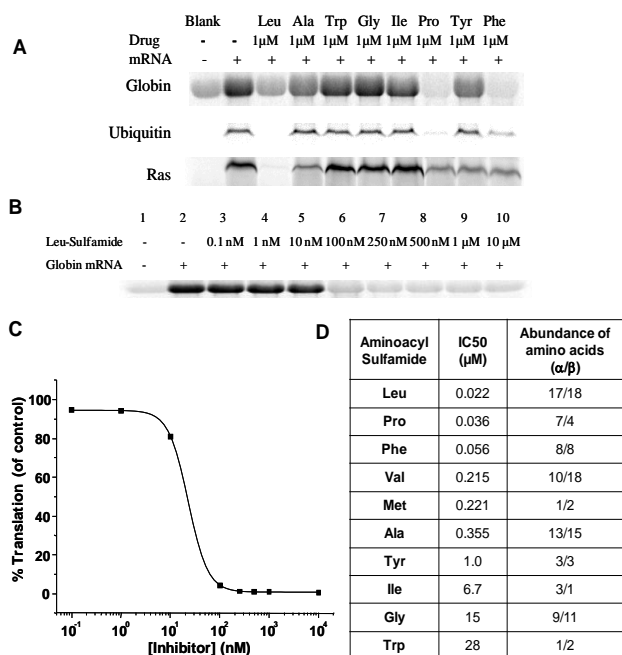 A
Blank Leu Ala Trp Gly Ile Pro Tyr Phe
Drug - - 1µM 1µM 1µM 1µM 1µM 1µM 1µM 1µM
mRNA - + + + + + + + + +
Globin
Ubiquitin
Ras
B
1 2 3 4 5 6 7 8 9 10
Leu-Sulfamide - - 0.1 nM 1 nM 10 nM 100 nM 250 nM 500 nM 1 µM 10 µM
Globin mRNA - + + + + + + + + +
C
% Translation (of control)
100
80
60
40
20
0
10⁻¹ 10⁰ 10¹ 10² 10³ 10⁴
[Inhibitor] (nM)
D
Aminoacyl Sulfamide IC50 (µM) Abundance of amino acids (α/β)
Leu 0.022 17/18
Pro 0.036 7/4
Phe 0.056 8/8
Val 0.215 10/18
Met 0.221 1/2
Ala 0.355 13/15
Tyr 1.0 3/3
Ile 6.7 3/1
Gly 15 9/11
Trp 28 1/2